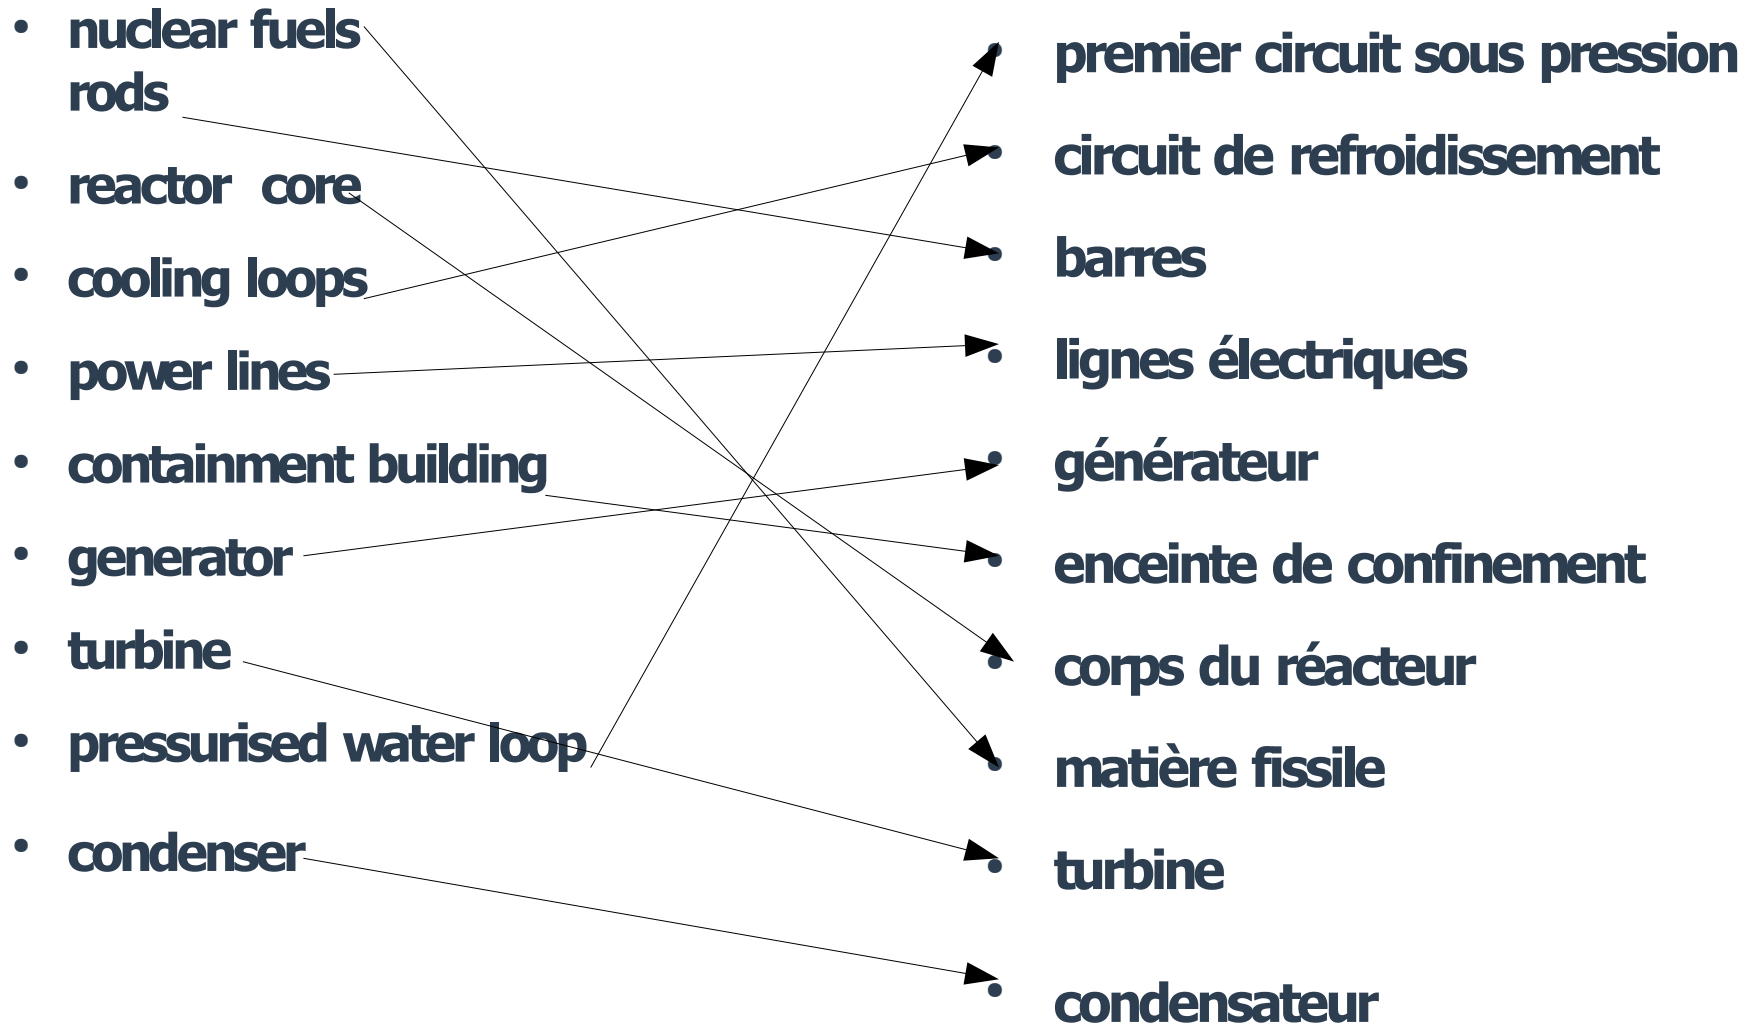 • nuclear fuels
rods
• reactor core
• cooling loops
• power lines
• containment building
• generator
• turbine
• pressurised water loop
• condenser
• premier circuit sous pression
• circuit de refroidissement
• barres
• lignes électriques
• générateur
• enceinte de confinement
• corps du réacteur
• matière fissile
• turbine
• condensateur